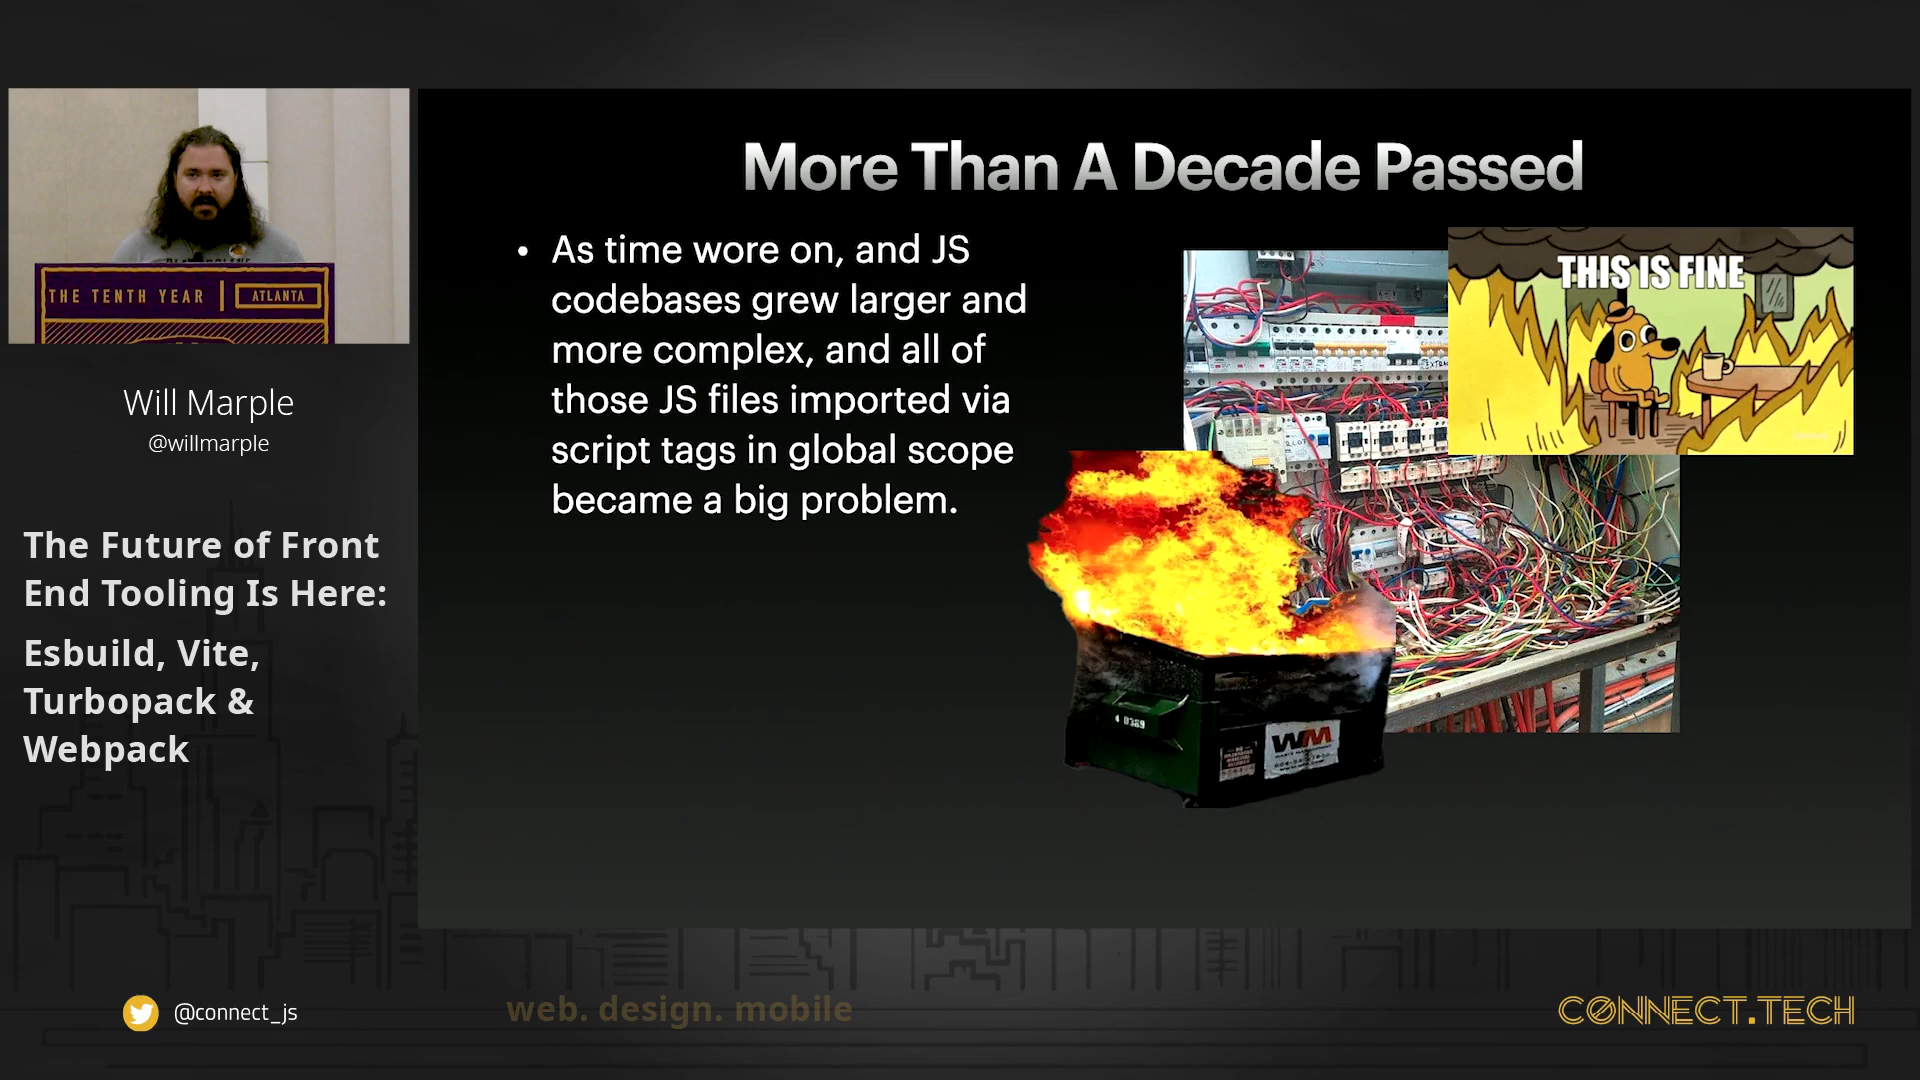 THE TENTH YEAR | ATLANTA
Will Marple
@willmarple
The Future of Front
End Tooling Is Here:
Esbuild, Vite,
Turbopack &
Webpack
More Than A Decade Passed
• As time wore on, and JS
codebases grew larger and
more complex, and all of
those JS files imported via
script tags in global scope
became a big problem.
THIS IS FINE
WM
WASTE MANAGEMENT
@connect_js
web. design. mobile
CONNECT.TECH